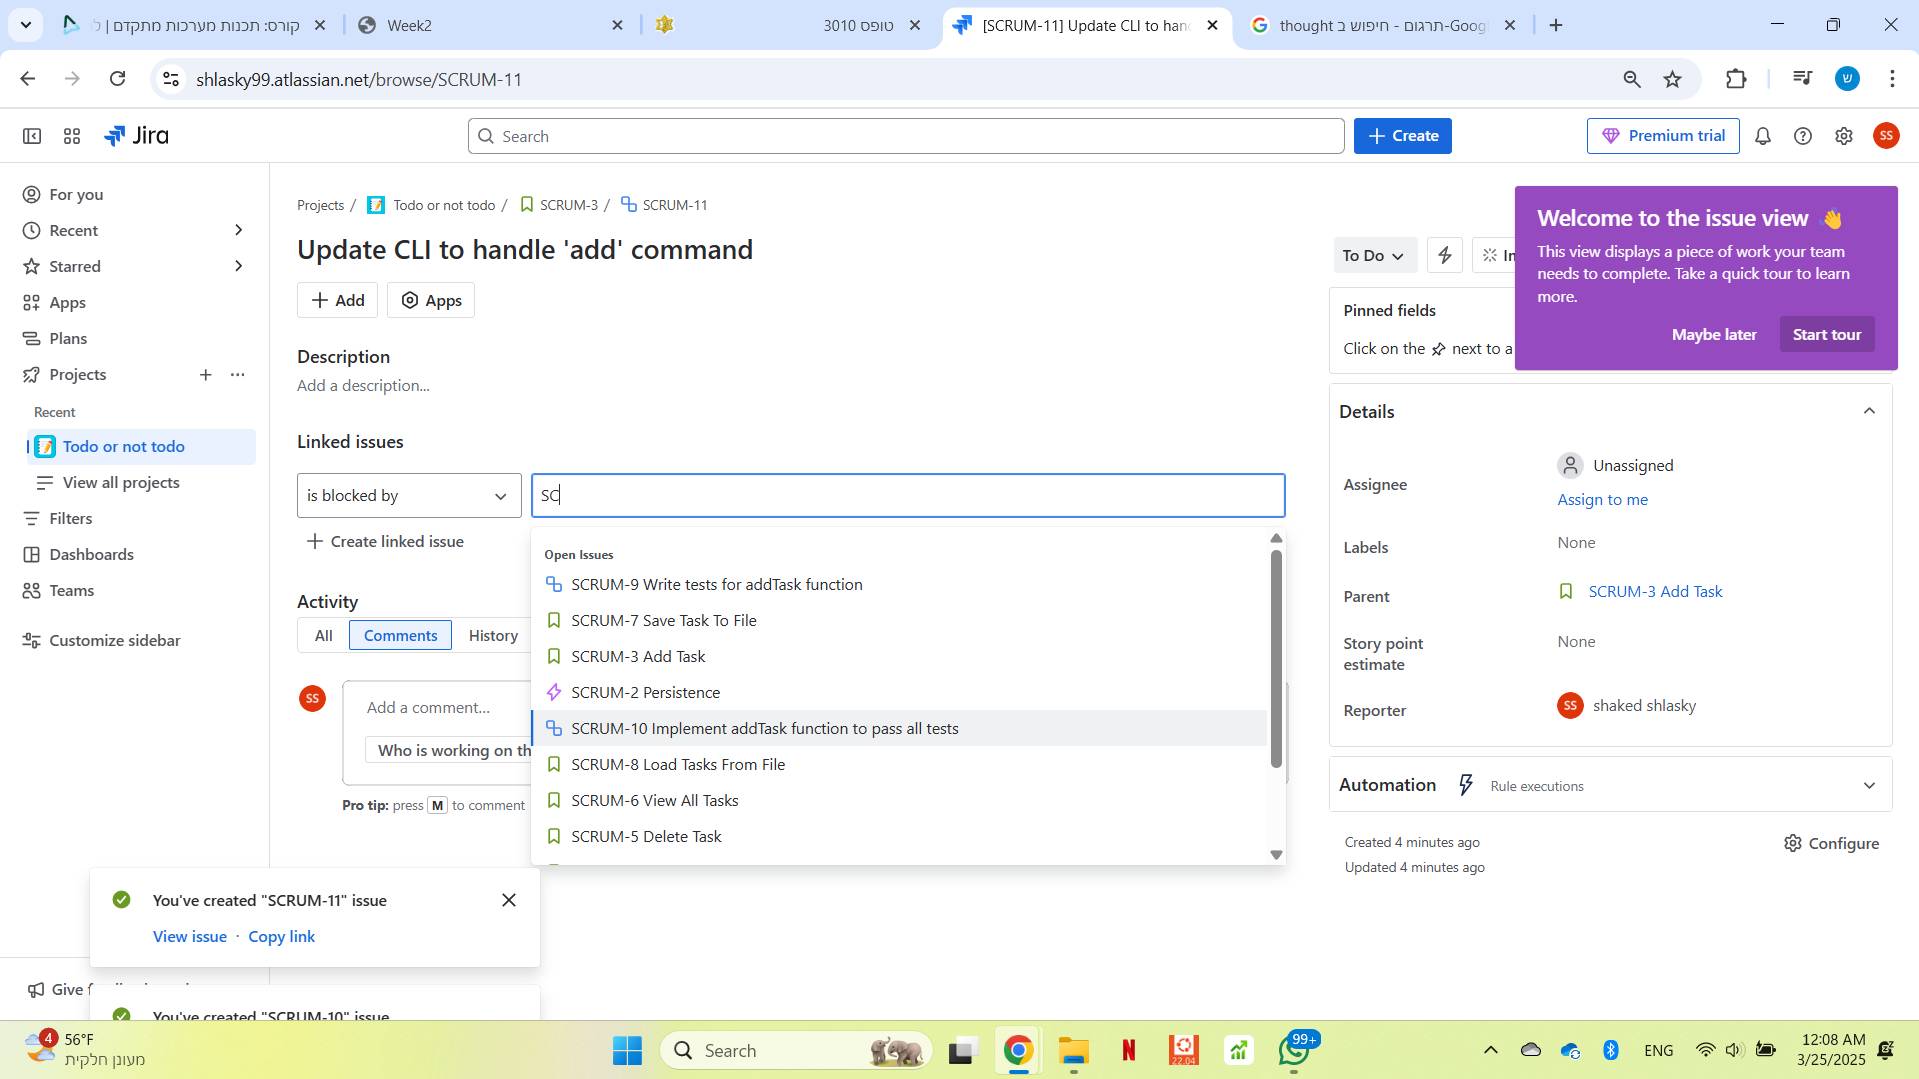 קורס: תכנות מערכות מתקדם | ל
Week2
טופס 3010
[SCRUM-11] Update CLI to han
thought תרגום - חיפוש ב-Googl
shlasky99.atlassian.net/browse/SCRUM-11
ש
Jira
Search
Create
Premium trial
SS
For you
Recent
Starred
Apps
Plans
Projects
Recent
Todo or not todo
View all projects
Filters
Dashboards
Teams
Customize sidebar
Projects / Todo or not todo / SCRUM-3 / SCRUM-11
Update CLI to handle 'add' command
Add
Apps
Description
Add a description...
Linked issues
is blocked by
SC
Create linked issue
Open Issues
SCRUM-9 Write tests for addTask function
SCRUM-7 Save Task To File
SCRUM-3 Add Task
SCRUM-2 Persistence
SCRUM-10 Implement addTask function to pass all tests
SCRUM-8 Load Tasks From File
SCRUM-6 View All Tasks
SCRUM-5 Delete Task
Activity
All
Comments
History
SS
Add a comment...
Who is working on th
Pro tip: press M to comment
To Do
Welcome to the issue view 👋
This view displays a piece of work your team
needs to complete. Take a quick tour to learn
more.
Maybe later
Start tour
Pinned fields
Click on the next to a
Details
Assignee
Unassigned
Assign to me
Labels
None
Parent
SCRUM-3 Add Task
Story point
estimate
None
Reporter
SS
shaked shlasky
Automation
Rule executions
Created 4 minutes ago
Updated 4 minutes ago
Configure
You've created "SCRUM-11" issue
View issue · Copy link
Give
You've created "SCRUM-10" issue
4
56°F
מעונן חלקית
Search
22.04
99+
ENG
12:08 AM
3/25/2025